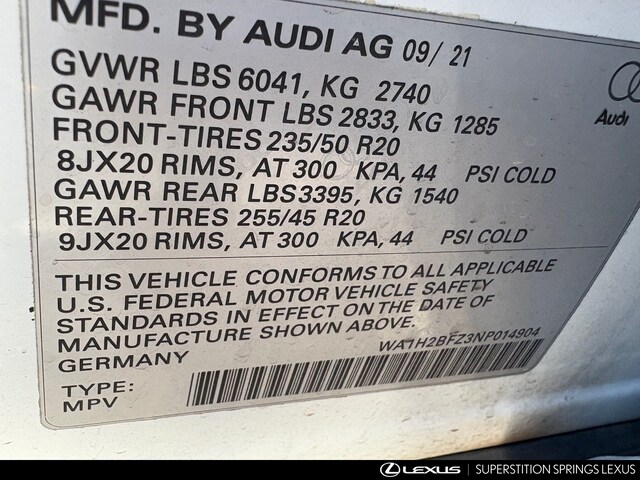 MFD. BY AUDI AG 09/ 21
GVWR LBS 6041, KG 2740
GAWR FRONT LBS 2833, KG 1285
FRONT-TIRES 235/50 R20
8JX20 RIMS, AT 300 KPA, 44 PSI COLD
GAWR REAR LBS3395, KG 1540
REAR-TIRES 255/45 R20
9JX20 RIMS, AT 300 KPA, 44 PSI COLD
Audi
THIS VEHICLE CONFORMS TO ALL APPLICABLE
U.S. FEDERAL MOTOR VEHICLE SAFETY
STANDARDS IN EFFECT ON THE DATE OF
MANUFACTURE SHOWN ABOVE.
GERMANY
WA1H2BFZ3NP014904
TYPE:
MPV
LEXUS | SUPERSTITION SPRINGS LEXUS